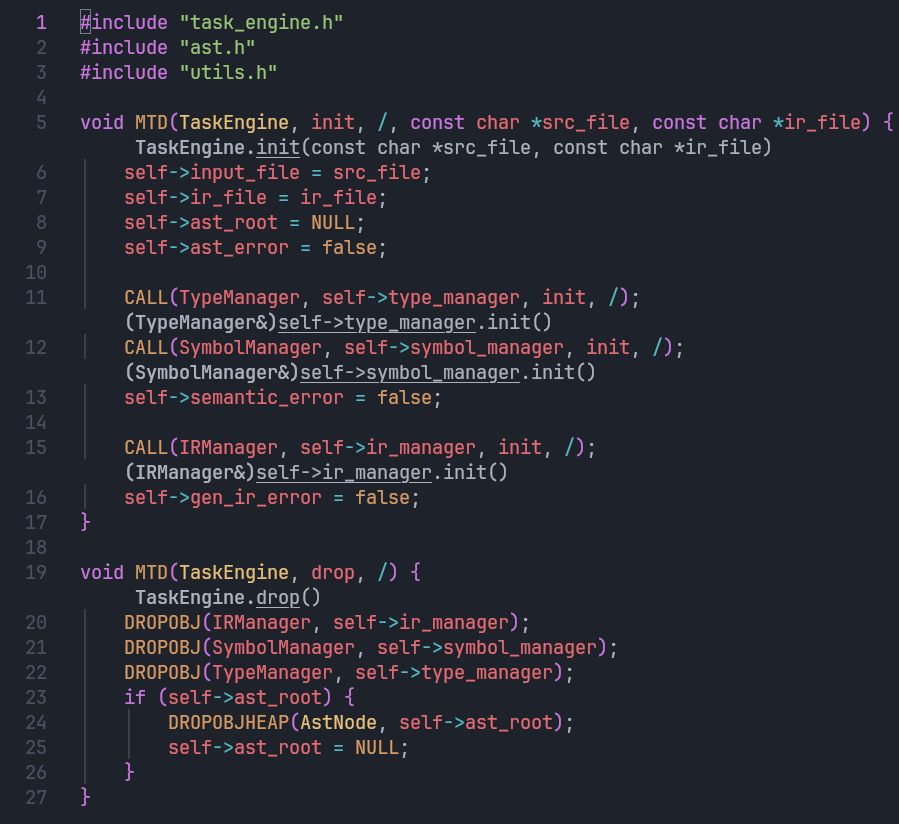 1 #include "task_engine.h"
2 #include "ast.h"
3 #include "utils.h"
4
5 void MTD(TaskEngine, init, /, const char *src_file, const char *ir_file) {
TaskEngine.init(const char *src_file, const char *ir_file)
6 self->input_file = src_file;
7 self->ir_file = ir_file;
8 self->ast_root = NULL;
9 self->ast_error = false;
10
11 CALL(TypeManager, self->type_manager, init, /);
(TypeManager&)self->type_manager.init()
12 CALL(SymbolManager, self->symbol_manager, init, /);
(SymbolManager&)self->symbol_manager.init()
13 self->semantic_error = false;
14
15 CALL(IRManager, self->ir_manager, init, /);
(IRManager&)self->ir_manager.init()
16 self->gen_ir_error = false;
17 }
18
19 void MTD(TaskEngine, drop, /) {
TaskEngine.drop()
20 DROPOBJ(IRManager, self->ir_manager);
21 DROPOBJ(SymbolManager, self->symbol_manager);
22 DROPOBJ(TypeManager, self->type_manager);
23 if (self->ast_root) {
24 DROPOBJHEAP(AstNode, self->ast_root);
25 self->ast_root = NULL;
26 }
27 }